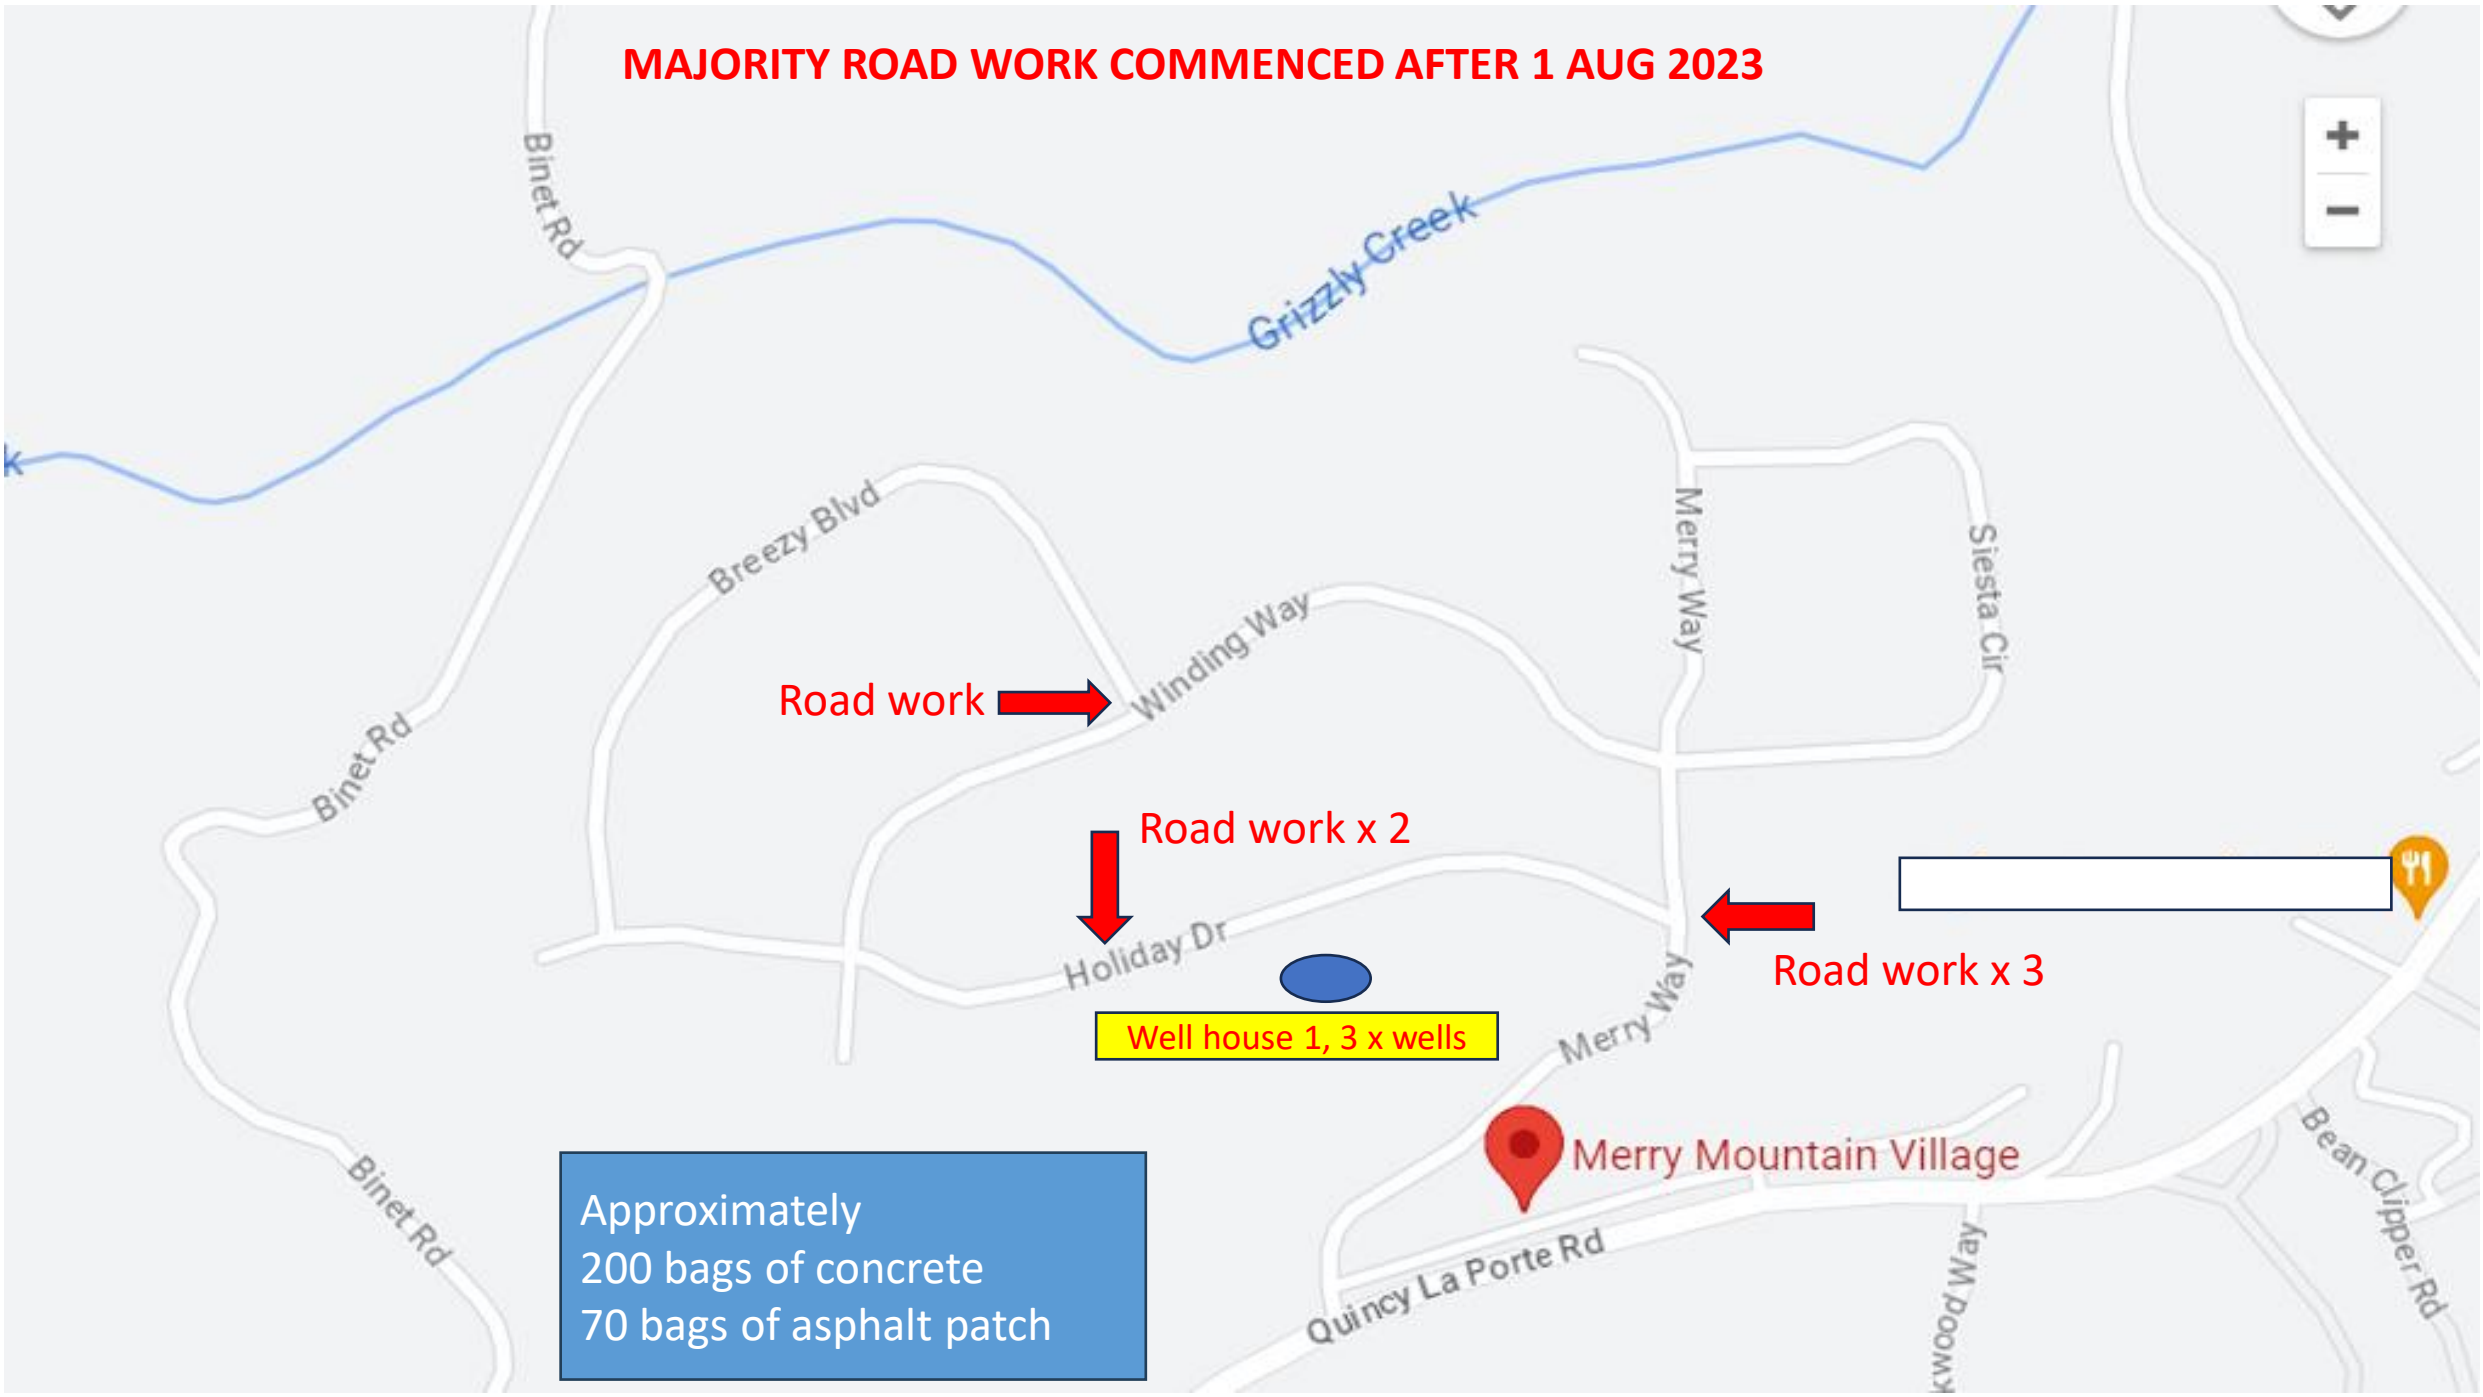 MAJORITY ROAD WORK COMMENCED AFTER 1 AUG 2023
Binet Rd
+
−
Grizzly Creek
k
Breezy Blvd
Merry Way
Siesta Cir
Winding Way
Road work
Binet Rd
Road work x 2
Holiday Dr
Road work x 3
Well house 1, 3 x wells
Merry Way
Merry Mountain Village
Bean Clipper Rd
Binet Rd
Approximately
200 bags of concrete
70 bags of asphalt patch
Quincy La Porte Rd
kwood Way